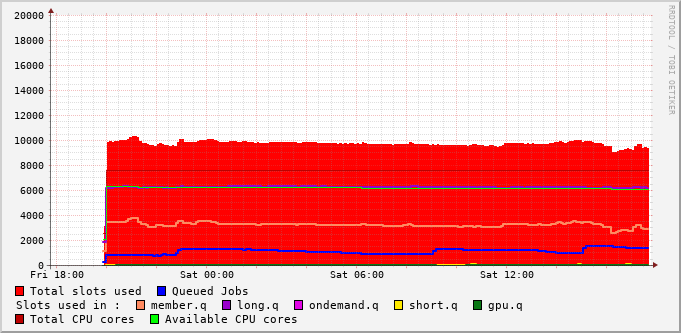 20000
18000
16000
14000
12000
10000
8000
6000
4000
2000
0
Fri 18:00 Sat 00:00 Sat 06:00 Sat 12:00
Total slots used Queued Jobs
Slots used in : member.q long.q ondemand.q short.q gpu.q
Total CPU cores Available CPU cores
RRDTOOL / TOBI OETIKER